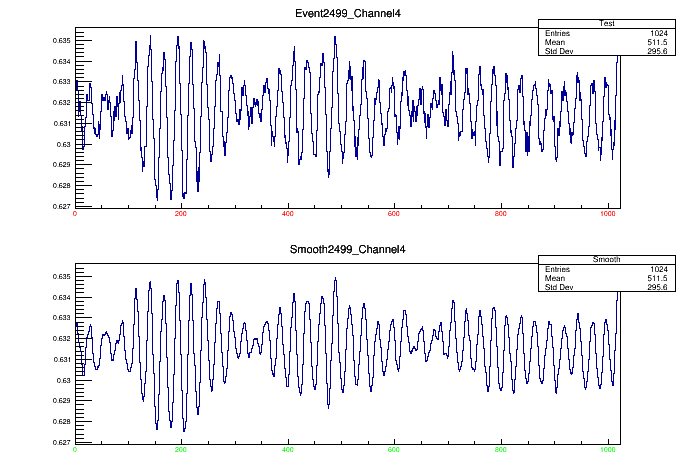 Event2499_Channel4
Test
Entries 1024
Mean 511.5
Std Dev 295.6
0.635
0.634
0.633
0.632
0.631
0.63
0.629
0.628
0.627
0 200 400 600 800 1000
Smooth2499_Channel4
Smooth
Entries 1024
Mean 511.5
Std Dev 295.6
0.635
0.634
0.633
0.632
0.631
0.63
0.629
0.628
0.627
0 200 400 600 800 1000